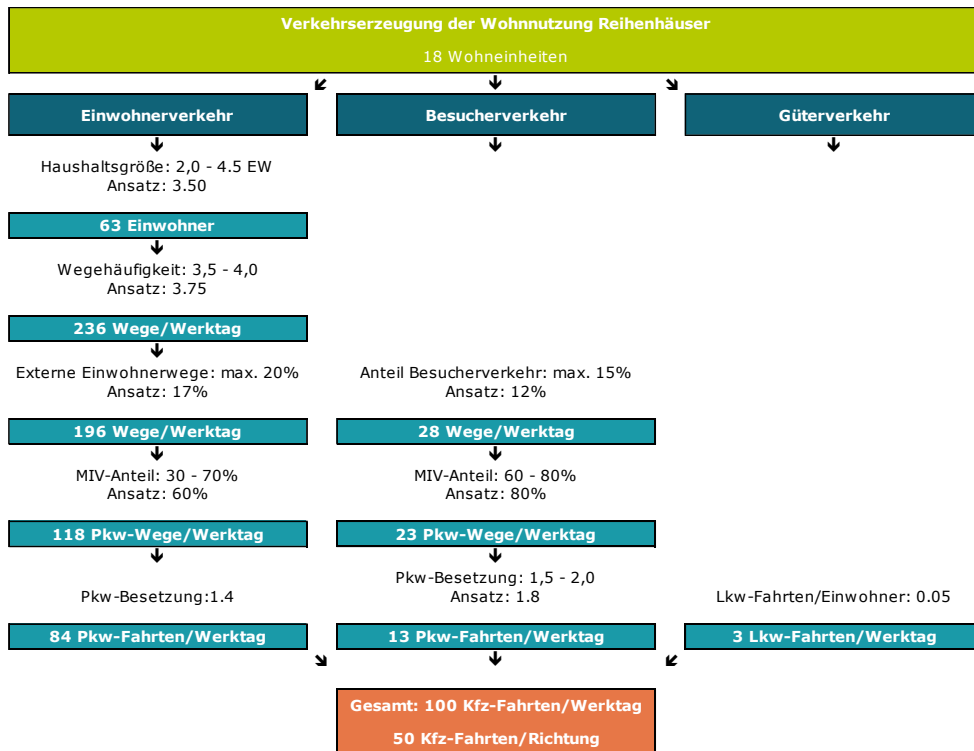 Verkehrserzeugung der Wohnnutzung Reihenhäuser
18 Wohneinheiten
Einwohnerverkehr
Besucherverkehr
Güterverkehr
Haushaltsgröße: 2,0 - 4.5 EW
Ansatz: 3.50
63 Einwohner
Wegehäufigkeit: 3,5 - 4,0
Ansatz: 3.75
236 Wege/Werktag
Externe Einwohnerwege: max. 20%
Ansatz: 17%
Anteil Besucherverkehr: max. 15%
Ansatz: 12%
196 Wege/Werktag
28 Wege/Werktag
MIV-Anteil: 30 - 70%
Ansatz: 60%
MIV-Anteil: 60 - 80%
Ansatz: 80%
118 Pkw-Wege/Werktag
23 Pkw-Wege/Werktag
Pkw-Besetzung:1.4
Pkw-Besetzung: 1,5 - 2,0
Ansatz: 1.8
Lkw-Fahrten/Einwohner: 0.05
84 Pkw-Fahrten/Werktag
13 Pkw-Fahrten/Werktag
3 Lkw-Fahrten/Werktag
Gesamt: 100 Kfz-Fahrten/Werktag
50 Kfz-Fahrten/Richtung